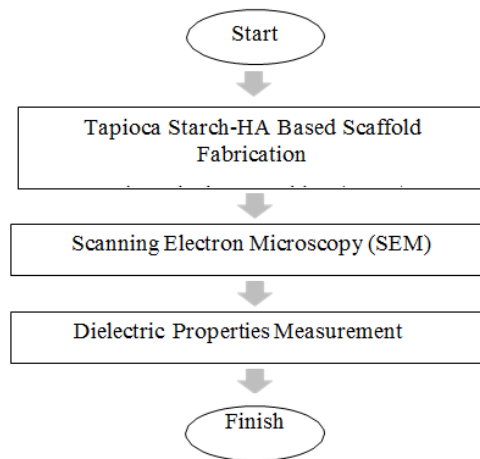 Start
Tapioca Starch-HA Based Scaffold
Fabrication
Scanning Electron Microscopy (SEM)
Dielectric Properties Measurement
Finish